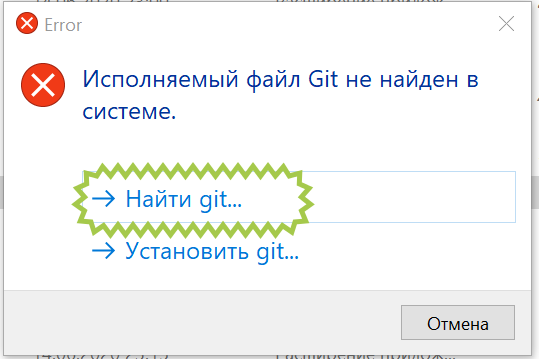 Error
Исполняемый файл Git не найден в
системе.
→ Найти git...
→ Установить git...
Отмена